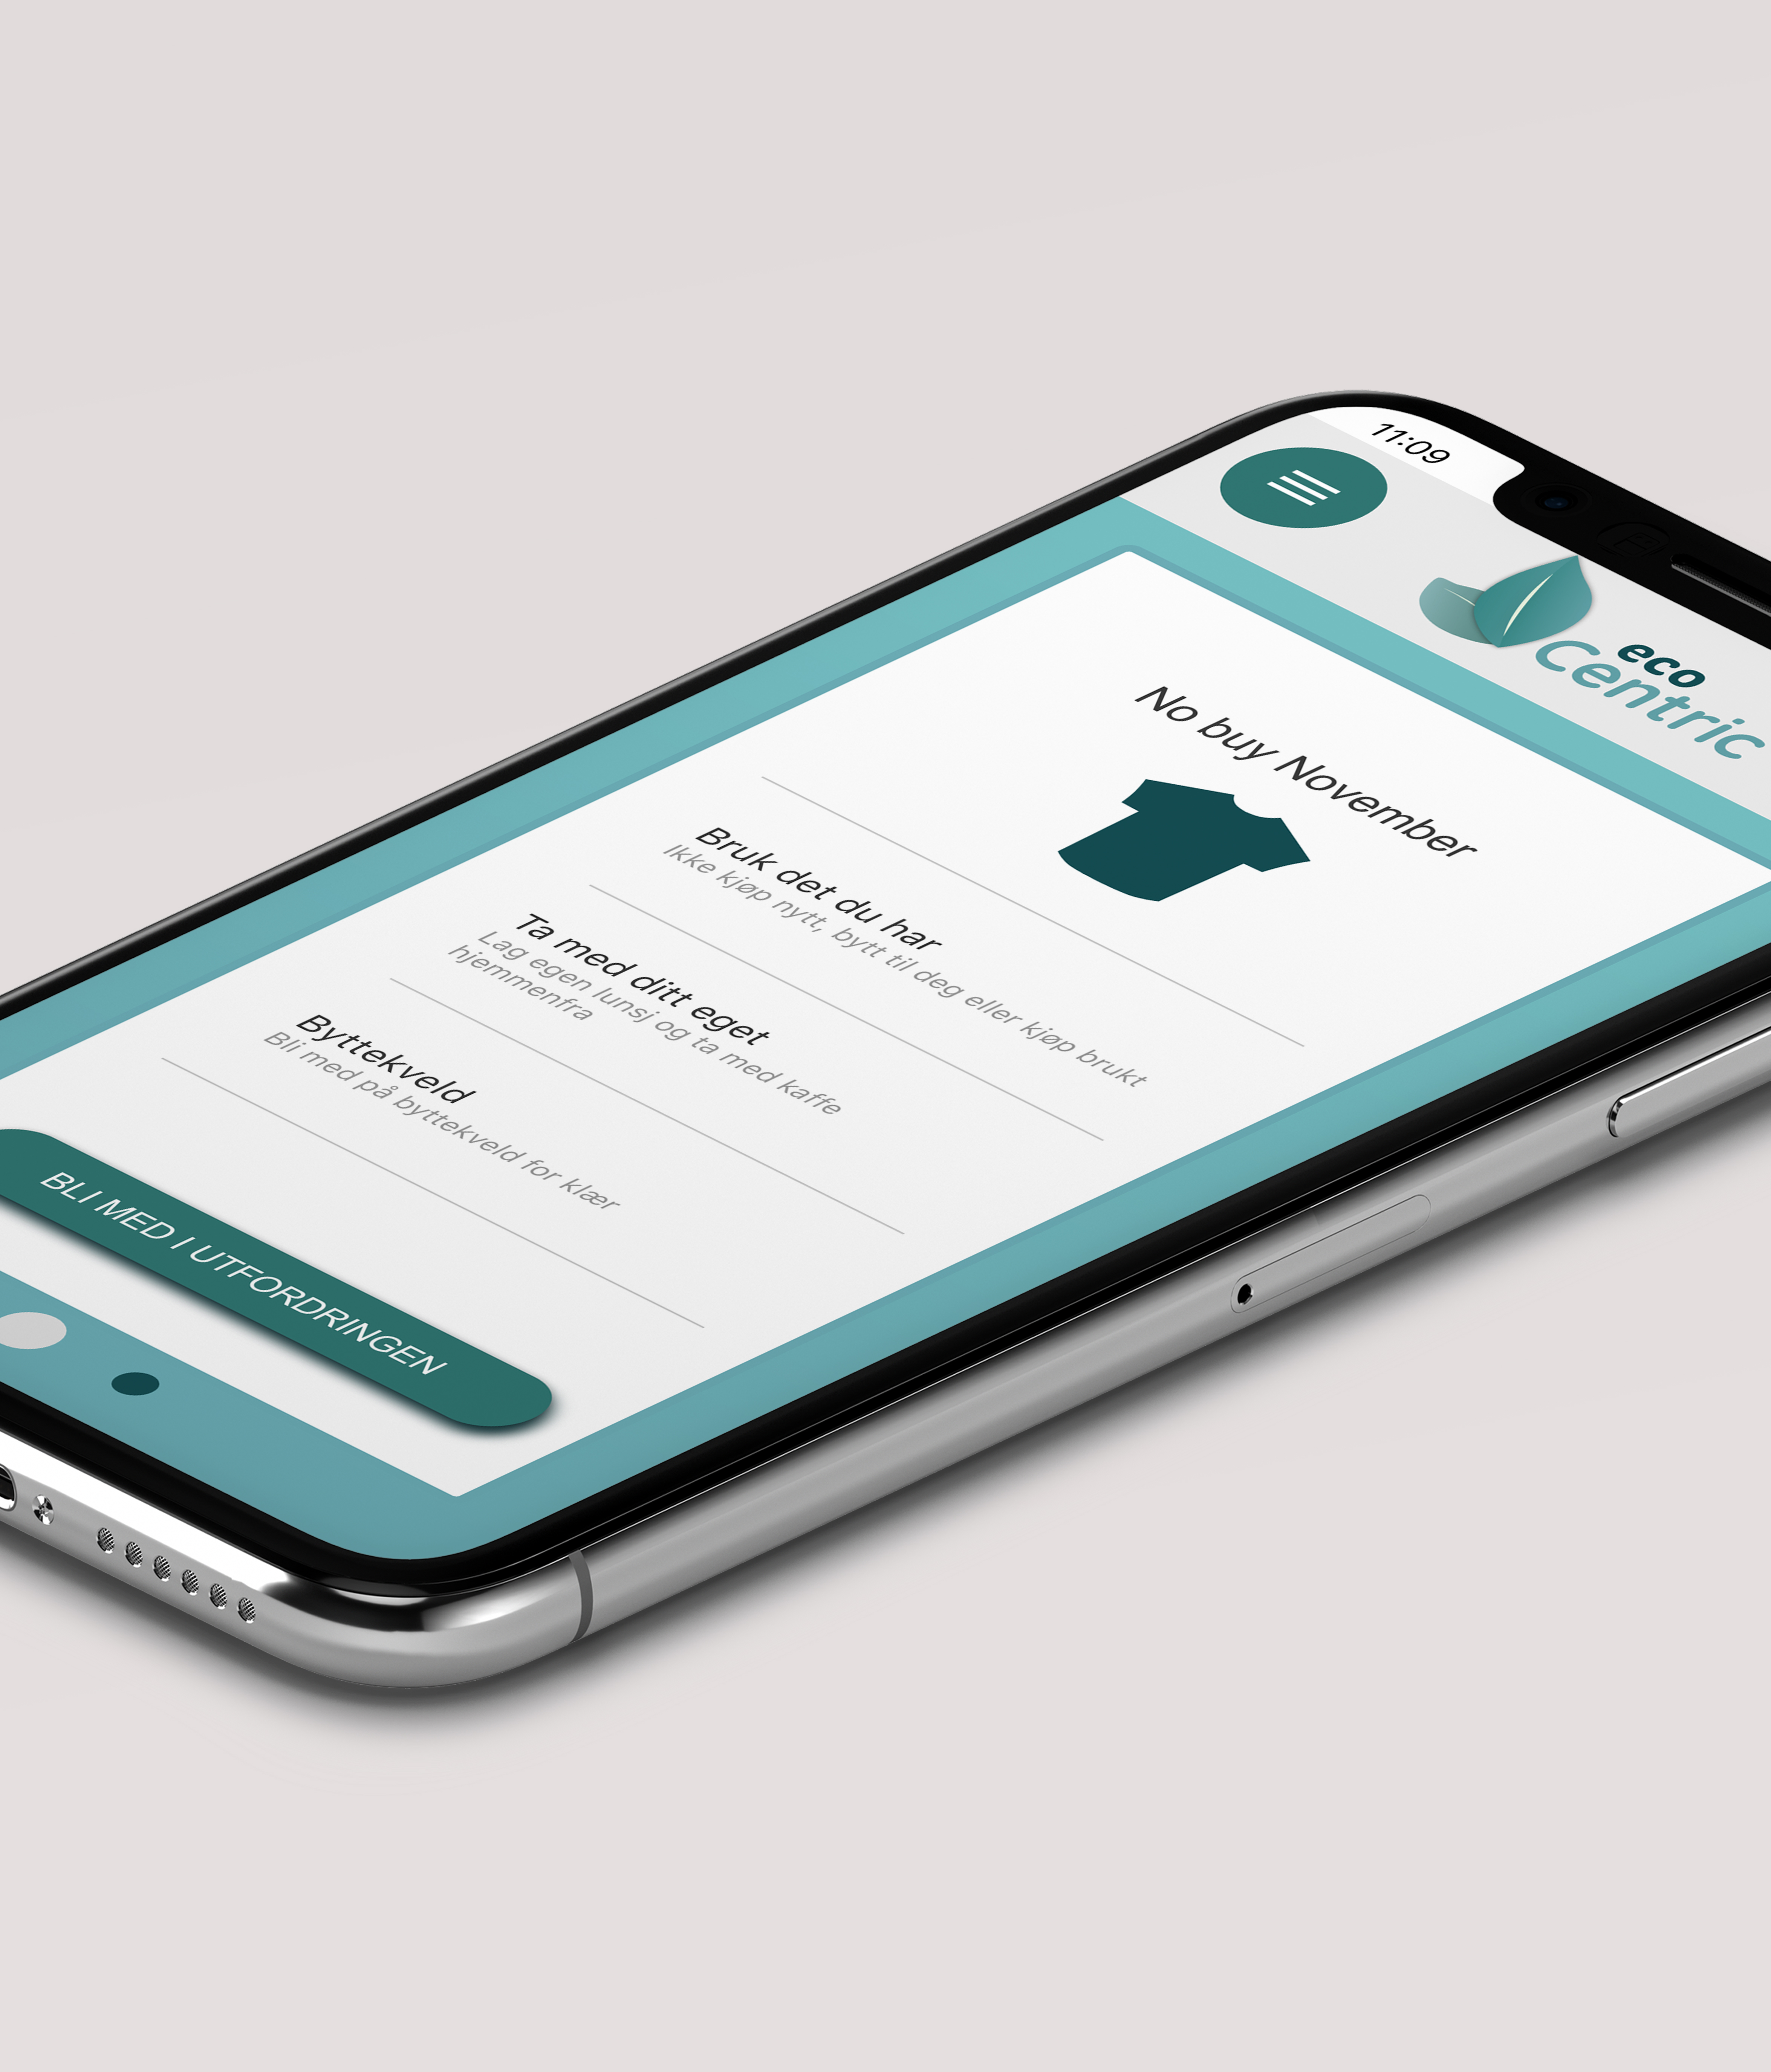 11:09
eco
Centric
No buy November
Bruk det du har
Ikke kjøp nytt, bytt til deg eller kjøp brukt
Ta med ditt eget
Lag egen lunsj og ta med kaffe
hjemmenfra
Byttekveld
Bli med på byttekveld for klær
BLI MED I UTFORDRINGEN